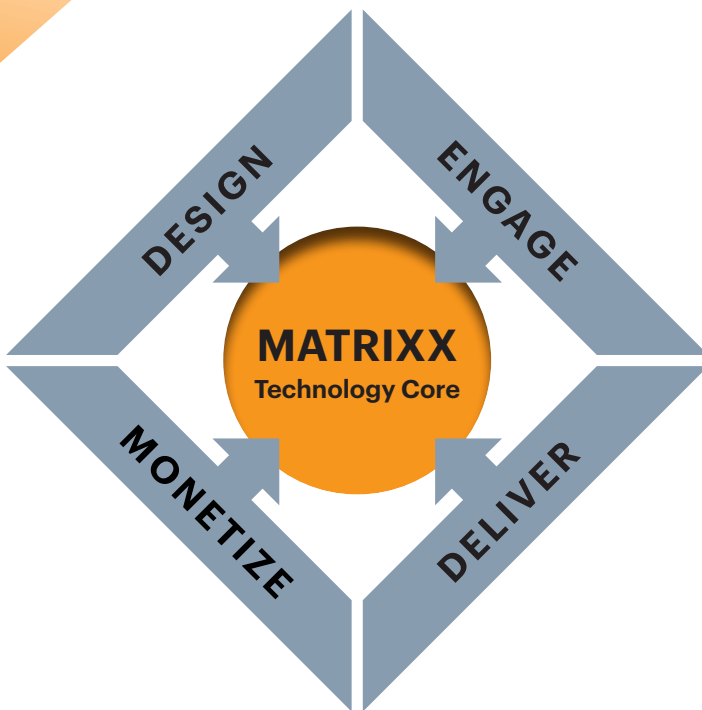 DESIGN
ENGAGE
MATRIXX
Technology Core
MONETIZE
DELIVER